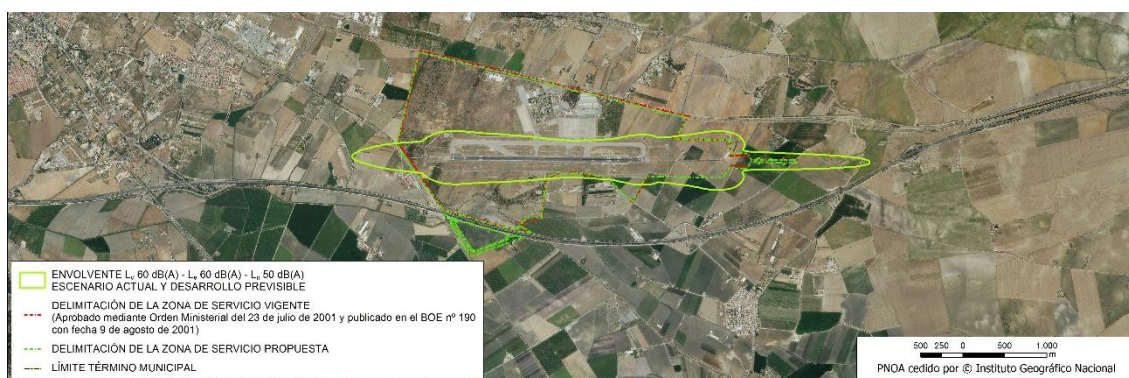 ENVOLVENTE Ld 60 dB(A) - Le 60 dB(A) - Ln 50 dB(A)
ESCENARIO ACTUAL Y DESARROLLO PREVISIBLE
DELIMITACIÓN DE LA ZONA DE SERVICIO VIGENTE
(Aprobado mediante Orden Ministerial del 23 de julio de 2001 y publicado en el BOE nº 190
con fecha 9 de agosto de 2001)
DELIMITACIÓN DE LA ZONA DE SERVICIO PROPUESTA
LÍMITE TÉRMINO MUNICIPAL
500 250 0 500 1.000
m
PNOA cedido por © Instituto Geográfico Nacional